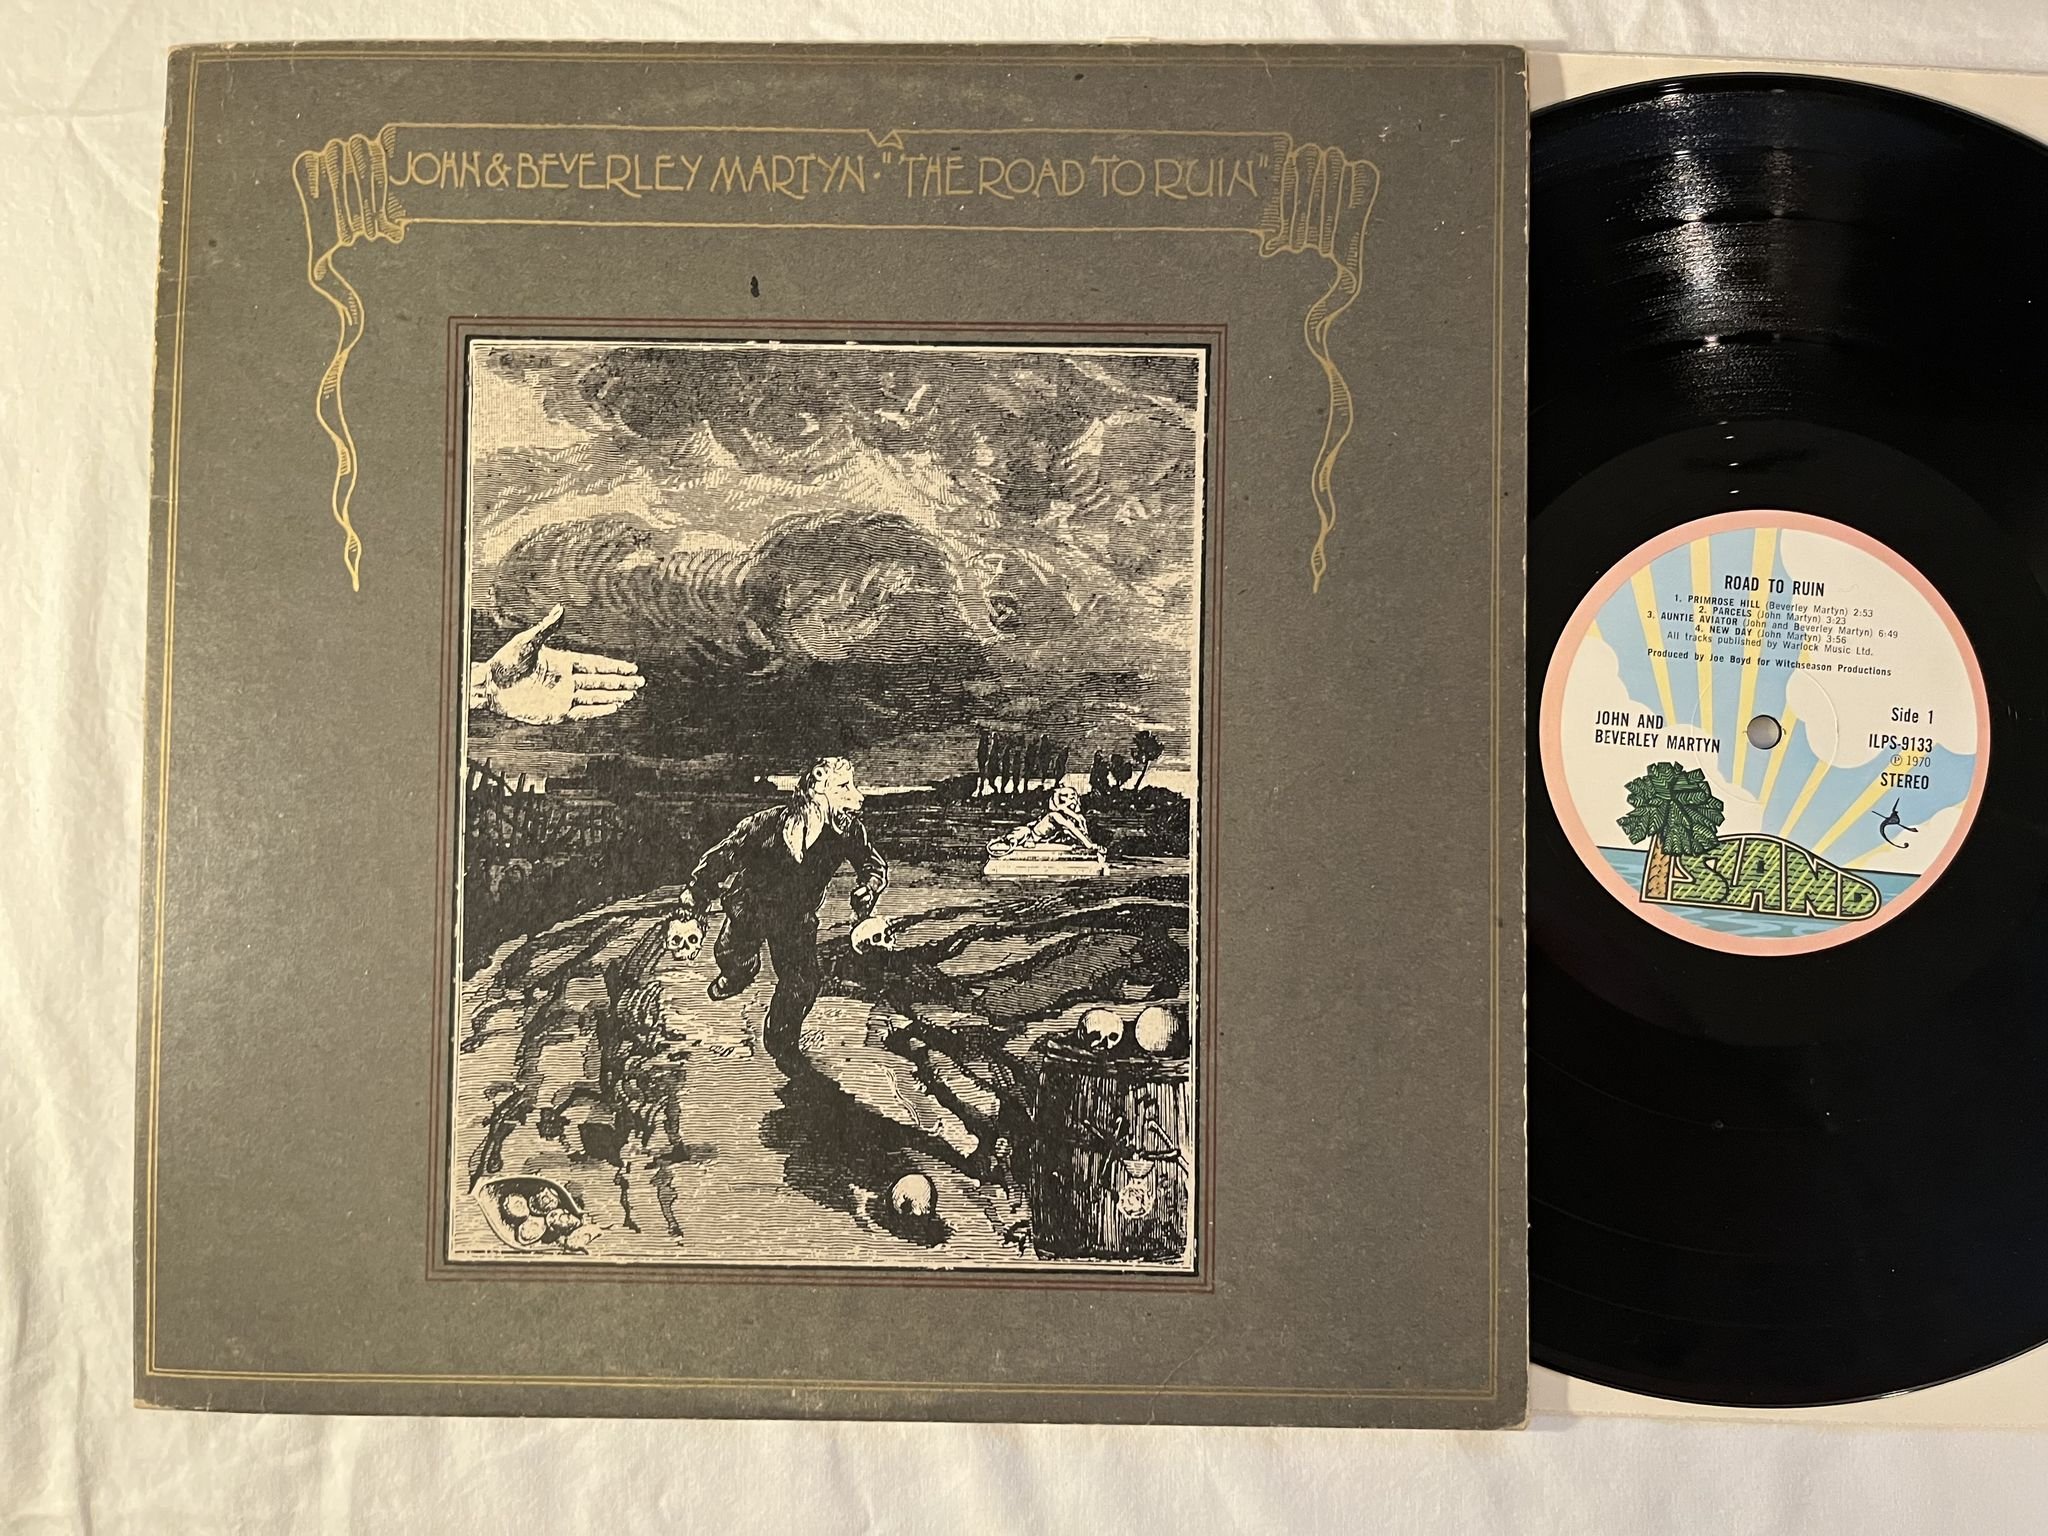 JOHN & BEVERLEY MARTYN · "THE ROAD TO RUIN"
ROAD TO RUIN
1. PRIMROSE HILL (Beverley Martyn) 2:53
2. PARCELS (John Martyn) 3:23
3. AUNTIE AVIATOR (John and Beverley Martyn) 6:49
4. NEW DAY (John Martyn) 3:56
All tracks published by Warlock Music Ltd.
Produced by Joe Boyd for Witchseason Productions
JOHN AND
BEVERLEY MARTYN
Side 1
ILPS-9133
℗ 1970
STEREO
ISLAND